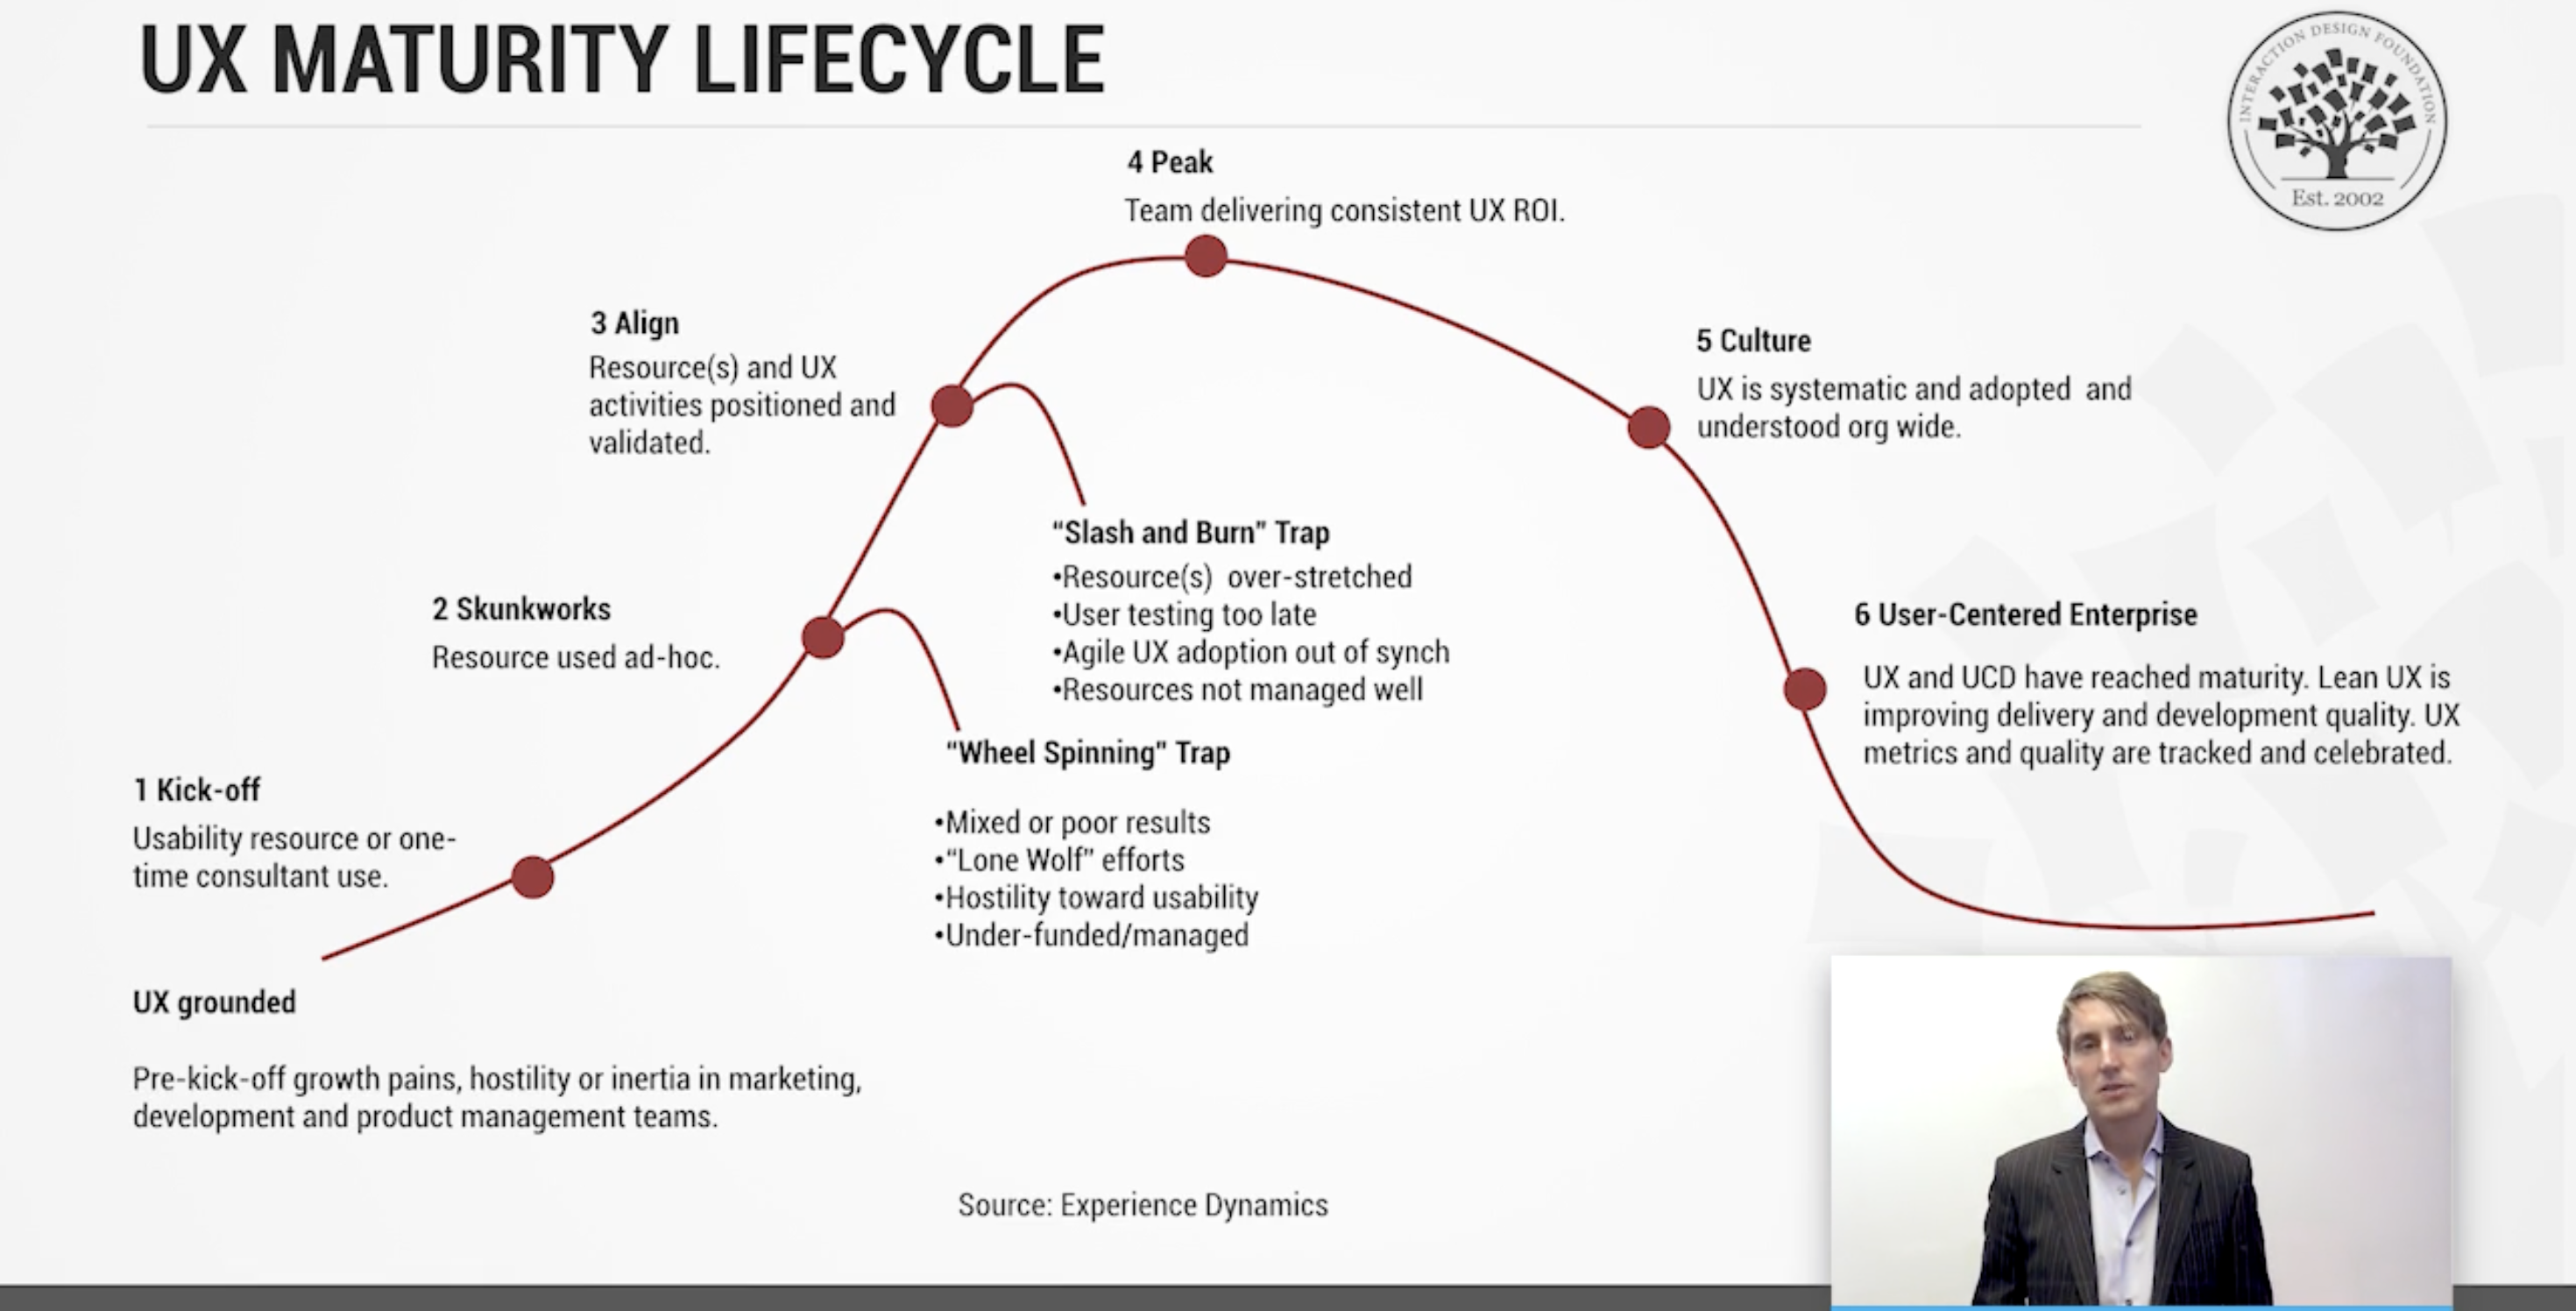 UX MATURITY LIFECYCLE
INTERACTION DESIGN FOUNDATION
Est. 2002
4 Peak
Team delivering consistent UX ROI.
3 Align
Resource(s) and UX
activities positioned and
validated.
5 Culture
UX is systematic and adopted  and
understood org wide.
“Slash and Burn” Trap
•Resource(s)  over-stretched
•User testing too late
•Agile UX adoption out of synch
•Resources not managed well
2 Skunkworks
Resource used ad-hoc.
6 User-Centered Enterprise
UX and UCD have reached maturity. Lean UX is
improving delivery and development quality. UX
metrics and quality are tracked and celebrated.
“Wheel Spinning” Trap
•Mixed or poor results
•“Lone Wolf” efforts
•Hostility toward usability
•Under-funded/managed
1 Kick-off
Usability resource or one-
time consultant use.
UX grounded
Pre-kick-off growth pains, hostility or inertia in marketing,
development and product management teams.
Source: Experience Dynamics